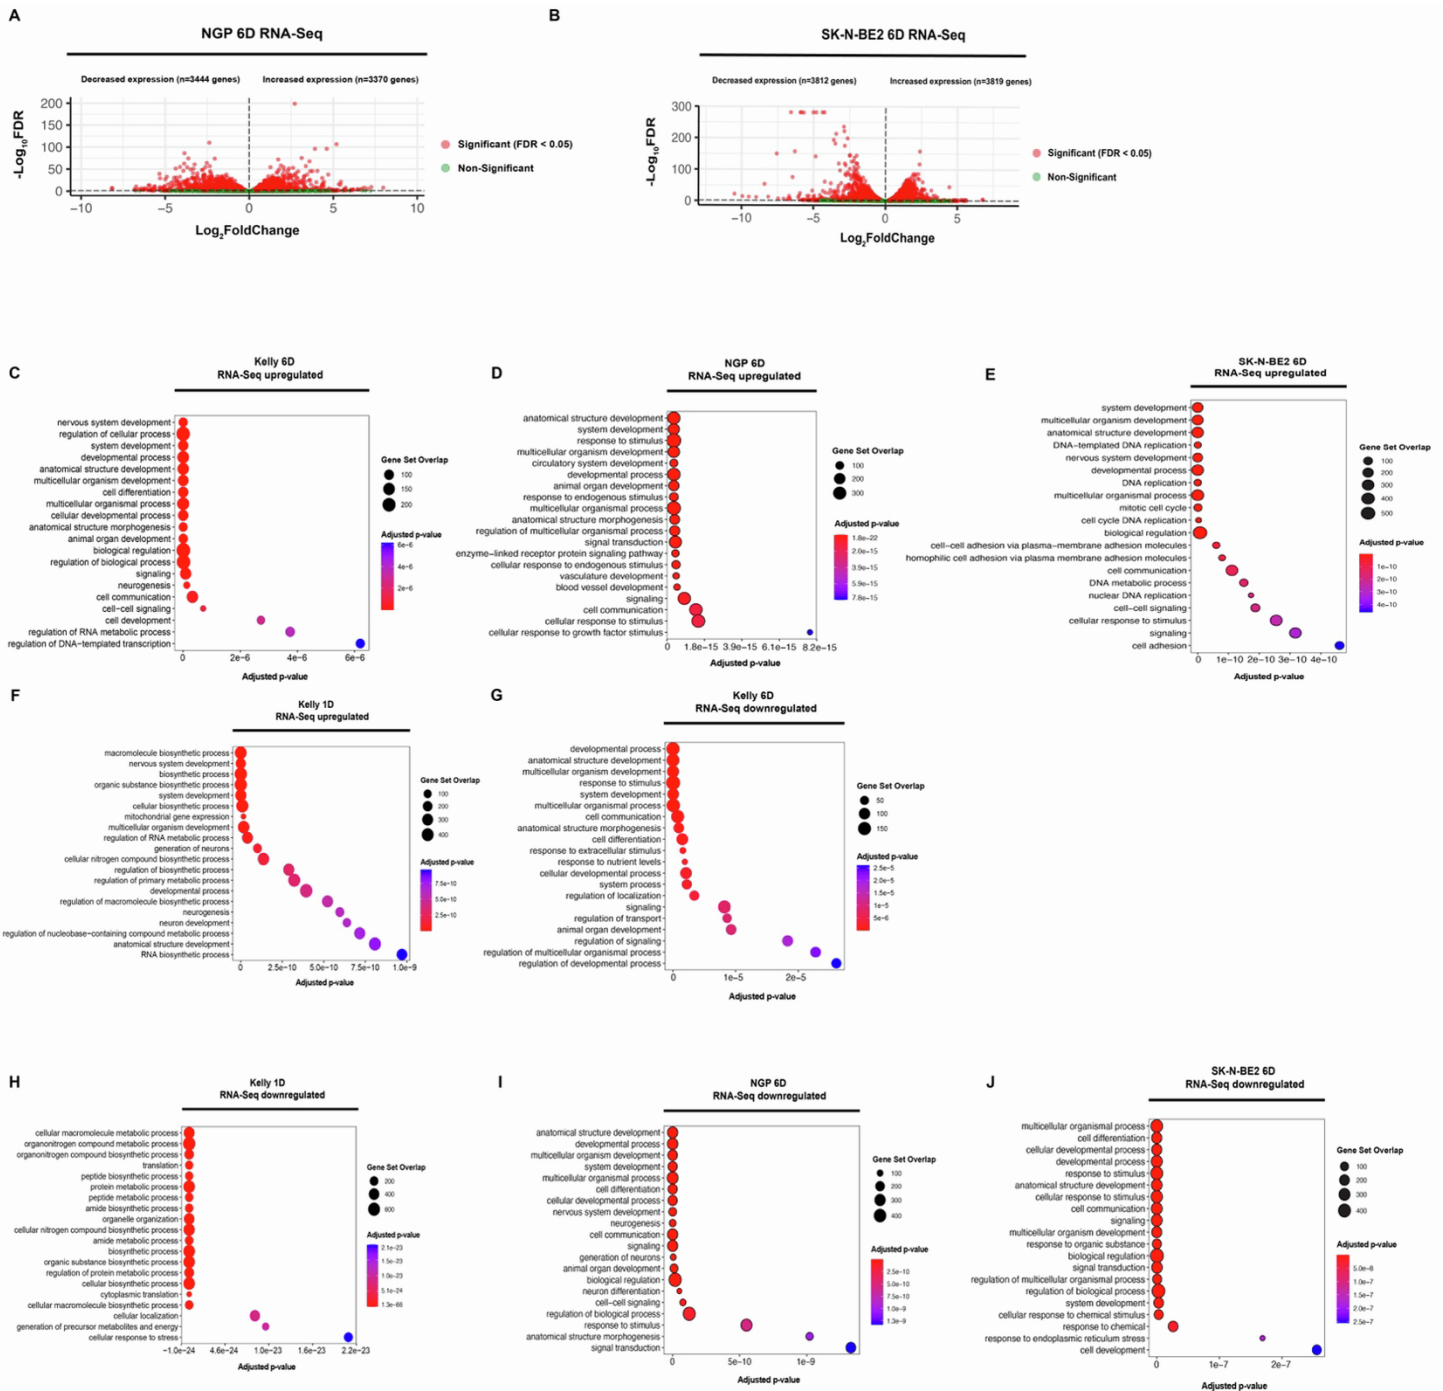 A
NGP 6D RNA-Seq
Decreased expression (n=3444 genes)
Increased expression (n=3370 genes)
-Log10FDR
200
150
100
50
0
−10
−5
0
5
10
Log2FoldChange
Significant (FDR < 0.05)
Non-Significant
B
SK-N-BE2 6D RNA-Seq
Decreased expression (n=3812 genes)
Increased expression (n=3819 genes)
-Log10FDR
300
200
100
0
−10
−5
0
5
Log2FoldChange
Significant (FDR < 0.05)
Non-Significant
C
Kelly 6D
RNA-Seq upregulated
nervous system development
regulation of cellular process
system development
developmental process
anatomical structure development
multicellular organism development
cell differentiation
multicellular organismal process
cellular developmental process
anatomical structure morphogenesis
animal organ development
biological regulation
regulation of biological process
signaling
neurogenesis
cell communication
cell−cell signaling
cell development
regulation of RNA metabolic process
regulation of DNA−templated transcription
0
2e−6
4e−6
6e−6
Adjusted p-value
Gene Set Overlap
100
150
200
Adjusted p-value
6e−6
4e−6
2e−6
D
NGP 6D
RNA-Seq upregulated
anatomical structure development
system development
response to stimulus
multicellular organism development
circulatory system development
developmental process
animal organ development
response to endogenous stimulus
multicellular organismal process
anatomical structure morphogenesis
regulation of multicellular organismal process
signal transduction
enzyme−linked receptor protein signaling pathway
cellular response to endogenous stimulus
vasculature development
blood vessel development
signaling
cell communication
cellular response to stimulus
cellular response to growth factor stimulus
0
1.8e−15
3.9e−15
6.1e−15
8.2e−15
Adjusted p-value
Gene Set Overlap
100
200
300
Adjusted p-value
1.8e−22
2.0e−15
3.9e−15
5.9e−15
7.8e−15
E
SK-N-BE2 6D
RNA-Seq upregulated
system development
multicellular organism development
anatomical structure development
DNA−templated DNA replication
nervous system development
developmental process
DNA replication
multicellular organismal process
mitotic cell cycle
cell cycle DNA replication
biological regulation
cell−cell adhesion via plasma−membrane adhesion molecules
homophilic cell adhesion via plasma membrane adhesion molecules
cell communication
DNA metabolic process
nuclear DNA replication
cell−cell signaling
cellular response to stimulus
signaling
cell adhesion
0
1e−10
2e−10
3e−10
4e−10
Adjusted p-value
Gene Set Overlap
100
200
300
400
500
Adjusted p-value
1e−10
2e−10
3e−10
4e−10
F
Kelly 1D
RNA-Seq upregulated
macromolecule biosynthetic process
nervous system development
biosynthetic process
organic substance biosynthetic process
system development
cellular biosynthetic process
mitochondrial gene expression
multicellular organism development
regulation of RNA metabolic process
generation of neurons
cellular nitrogen compound biosynthetic process
regulation of biosynthetic process
regulation of primary metabolic process
developmental process
regulation of macromolecule biosynthetic process
neurogenesis
neuron development
regulation of nucleobase−containing compound metabolic process
anatomical structure development
RNA biosynthetic process
0
2.5e−10
5.0e−10
7.5e−10
1.0e−9
Adjusted p-value
Gene Set Overlap
100
200
300
400
Adjusted p-value
7.5e−10
5.0e−10
2.5e−10
G
Kelly 6D
RNA-Seq downregulated
developmental process
anatomical structure development
multicellular organism development
response to stimulus
system development
multicellular organismal process
cell communication
anatomical structure morphogenesis
cell differentiation
response to extracellular stimulus
response to nutrient levels
cellular developmental process
system process
regulation of localization
signaling
regulation of transport
animal organ development
regulation of signaling
regulation of multicellular organismal process
regulation of developmental process
0
1e−5
2e−5
Adjusted p-value
Gene Set Overlap
50
100
150
Adjusted p-value
2.5e−5
2e−5
1.5e−5
1e−5
5e−6
H
Kelly 1D
RNA-Seq downregulated
cellular macromolecule metabolic process
organonitrogen compound metabolic process
organonitrogen compound biosynthetic process
translation
peptide biosynthetic process
protein metabolic process
peptide metabolic process
amide biosynthetic process
organelle organization
cellular nitrogen compound biosynthetic process
amide metabolic process
biosynthetic process
organic substance biosynthetic process
regulation of protein metabolic process
cellular biosynthetic process
cytoplasmic translation
cellular macromolecule biosynthetic process
cellular localization
generation of precursor metabolites and energy
cellular response to stress
−1.0e−24
4.6e−24
1.0e−23
1.6e−23
2.2e−23
Adjusted p-value
Gene Set Overlap
200
400
600
Adjusted p-value
2.1e−23
1.5e−23
1.0e−23
5.1e−24
1.3e−66
I
NGP 6D
RNA-Seq downregulated
anatomical structure development
developmental process
multicellular organism development
system development
multicellular organismal process
cell differentiation
cellular developmental process
nervous system development
neurogenesis
cell communication
signaling
generation of neurons
animal organ development
biological regulation
neuron differentiation
cell−cell signaling
regulation of biological process
response to stimulus
anatomical structure morphogenesis
signal transduction
0
5e−10
1e−9
Adjusted p-value
Gene Set Overlap
100
200
300
400
Adjusted p-value
2.5e−10
5.0e−10
7.5e−10
1.0e−9
1.3e−9
J
SK-N-BE2 6D
RNA-Seq downregulated
multicellular organismal process
cell differentiation
cellular developmental process
developmental process
response to stimulus
anatomical structure development
cellular response to stimulus
cell communication
signaling
multicellular organism development
response to organic substance
biological regulation
signal transduction
regulation of multicellular organismal process
regulation of biological process
system development
cellular response to chemical stimulus
response to chemical
response to endoplasmic reticulum stress
cell development
0
1e−7
2e−7
Adjusted p-value
Gene Set Overlap
100
200
300
400
Adjusted p-value
5.0e−8
1.0e−7
1.5e−7
2.0e−7
2.5e−7